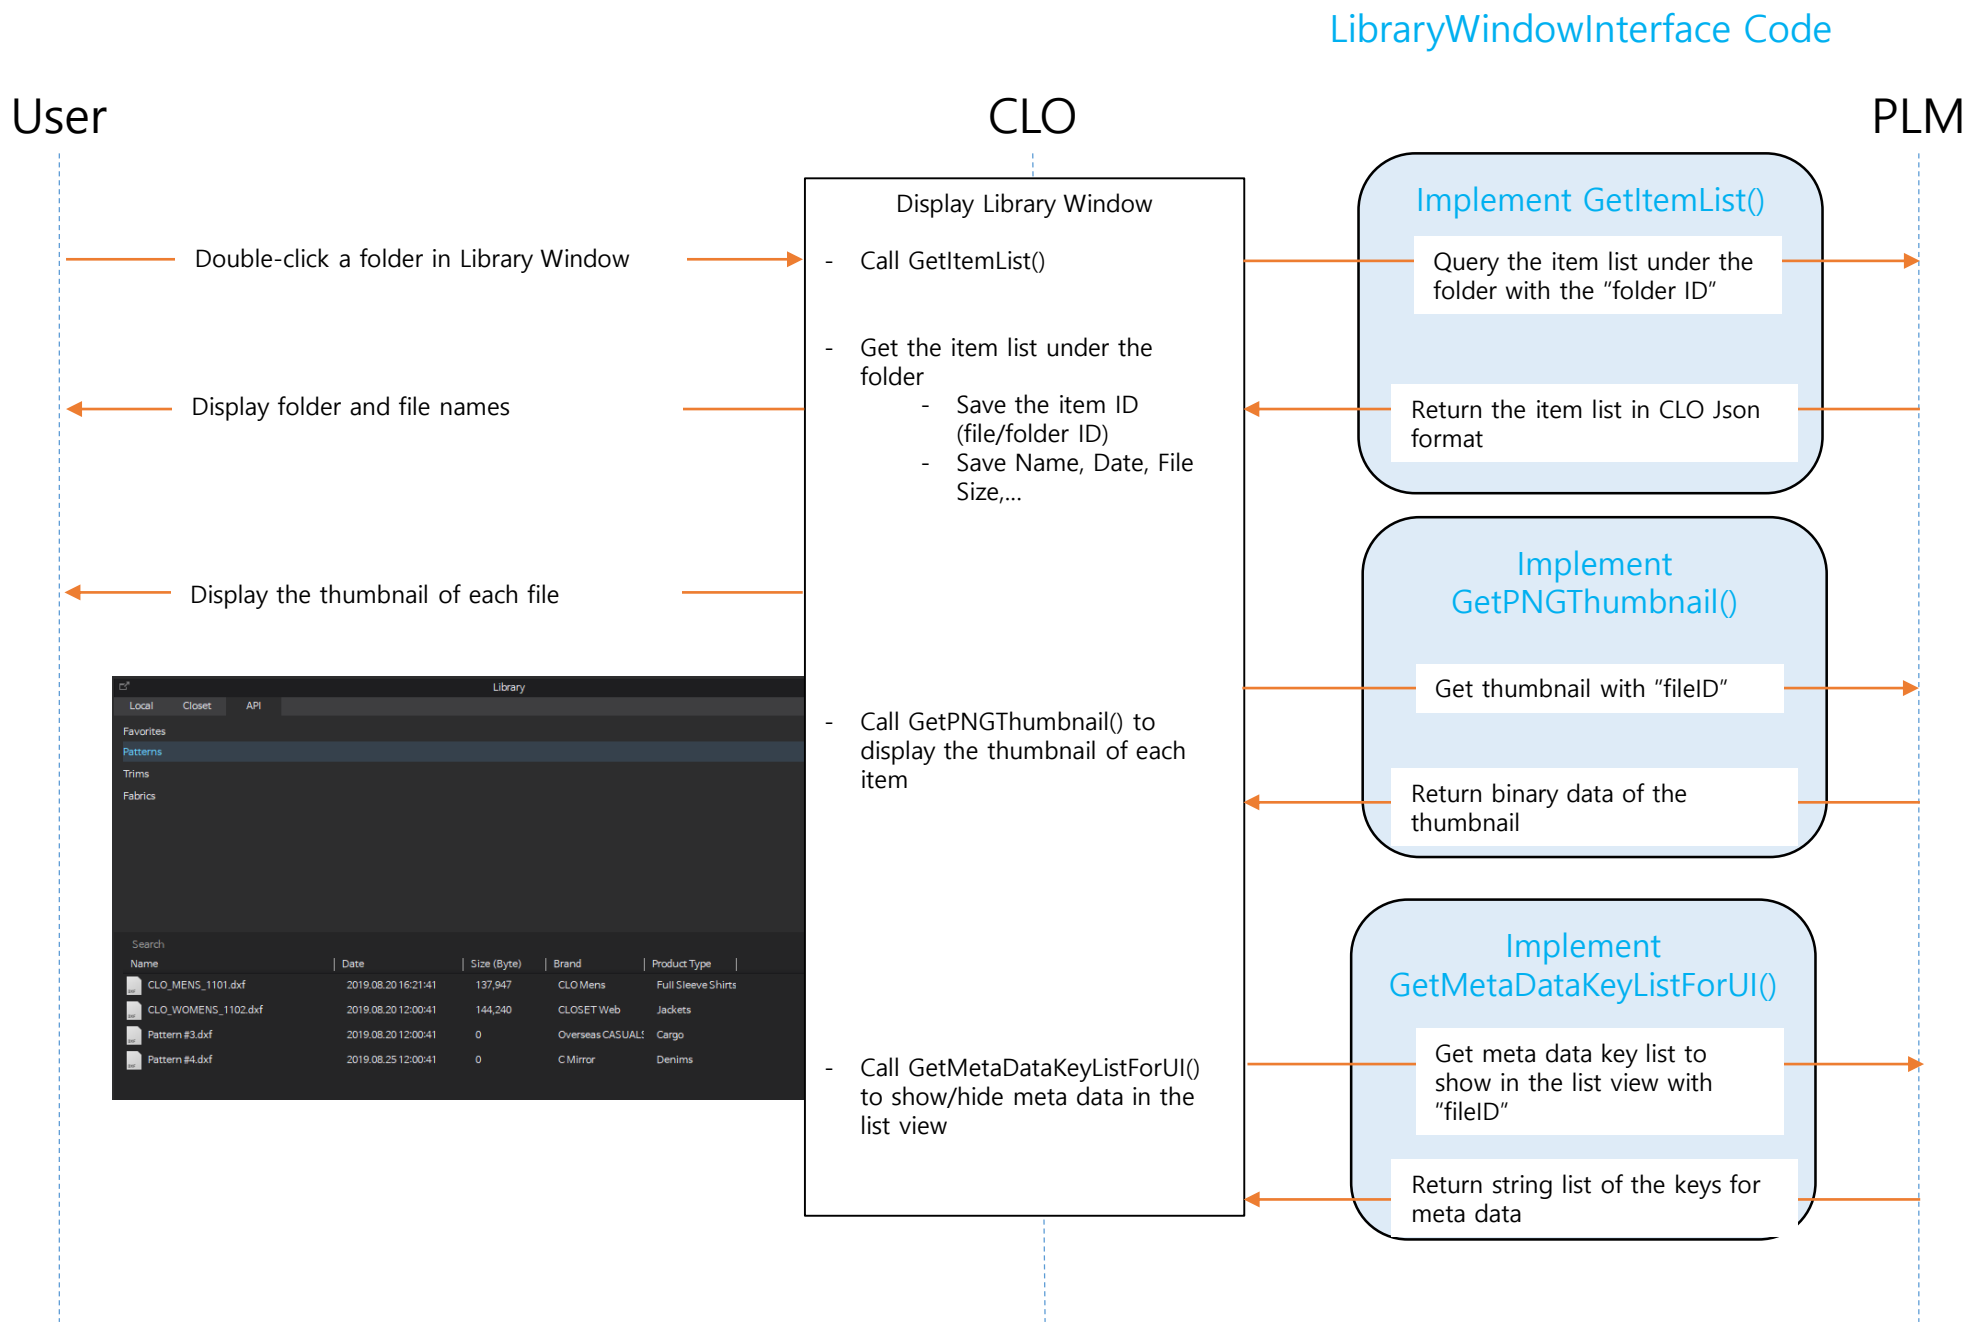 LibraryWindowInterface Code
User
CLO
PLM
Double-click a folder in Library Window
Display folder and file names
Display the thumbnail of each file
Library
Local Closet API
Favorites
Patterns
Trims
Fabrics
Search
Name Date Size (Byte) Brand Product Type
CLO_MENS_1101.dxf 2019.08.20 16:21:41 137,947 CLO Mens Full Sleeve Shirts
CLO_WOMENS_1102.dxf 2019.08.20 12:00:41 144,240 CLOSET Web Jackets
Pattern #3.dxf 2019.08.20 12:00:41 0 Overseas CASUALS Cargo
Pattern #4.dxf 2019.08.25 12:00:41 0 C Mirror Denims
Display Library Window
- Call GetItemList()
- Get the item list under the
folder
- Save the item ID
(file/folder ID)
- Save Name, Date, File
Size,...
- Call GetPNGThumbnail() to
display the thumbnail of each
item
- Call GetMetaDataKeyListForUI()
to show/hide meta data in the
list view
Implement GetItemList()
Query the item list under the
folder with the "folder ID"
Return the item list in CLO Json
format
Implement
GetPNGThumbnail()
Get thumbnail with "fileID"
Return binary data of the
thumbnail
Implement
GetMetaDataKeyListForUI()
Get meta data key list to
show in the list view with
"fileID"
Return string list of the keys for
meta data